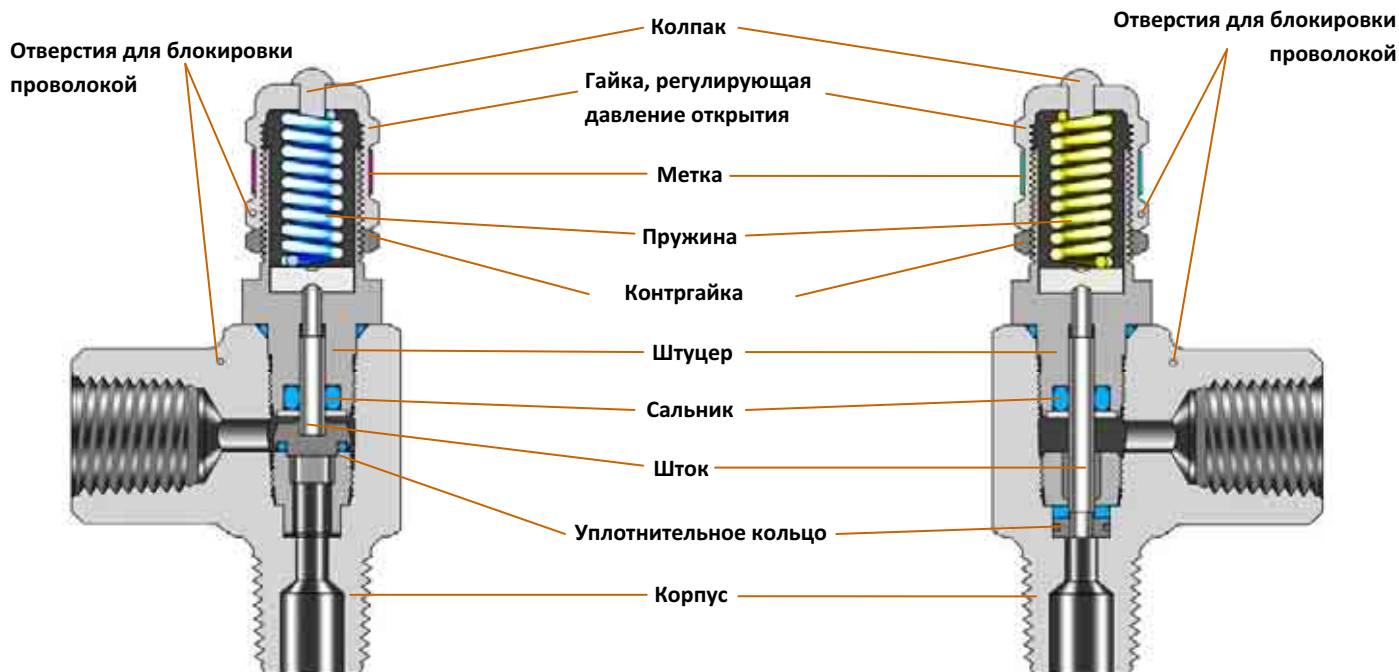 Отверстия для блокировки
проволокой
Колпак
Отверстия для блокировки
проволокой
Гайка, регулирующая
давление открытия
Метка
Пружина
Контргайка
Штуцер
Сальник
Шток
Уплотнительное кольцо
Корпус